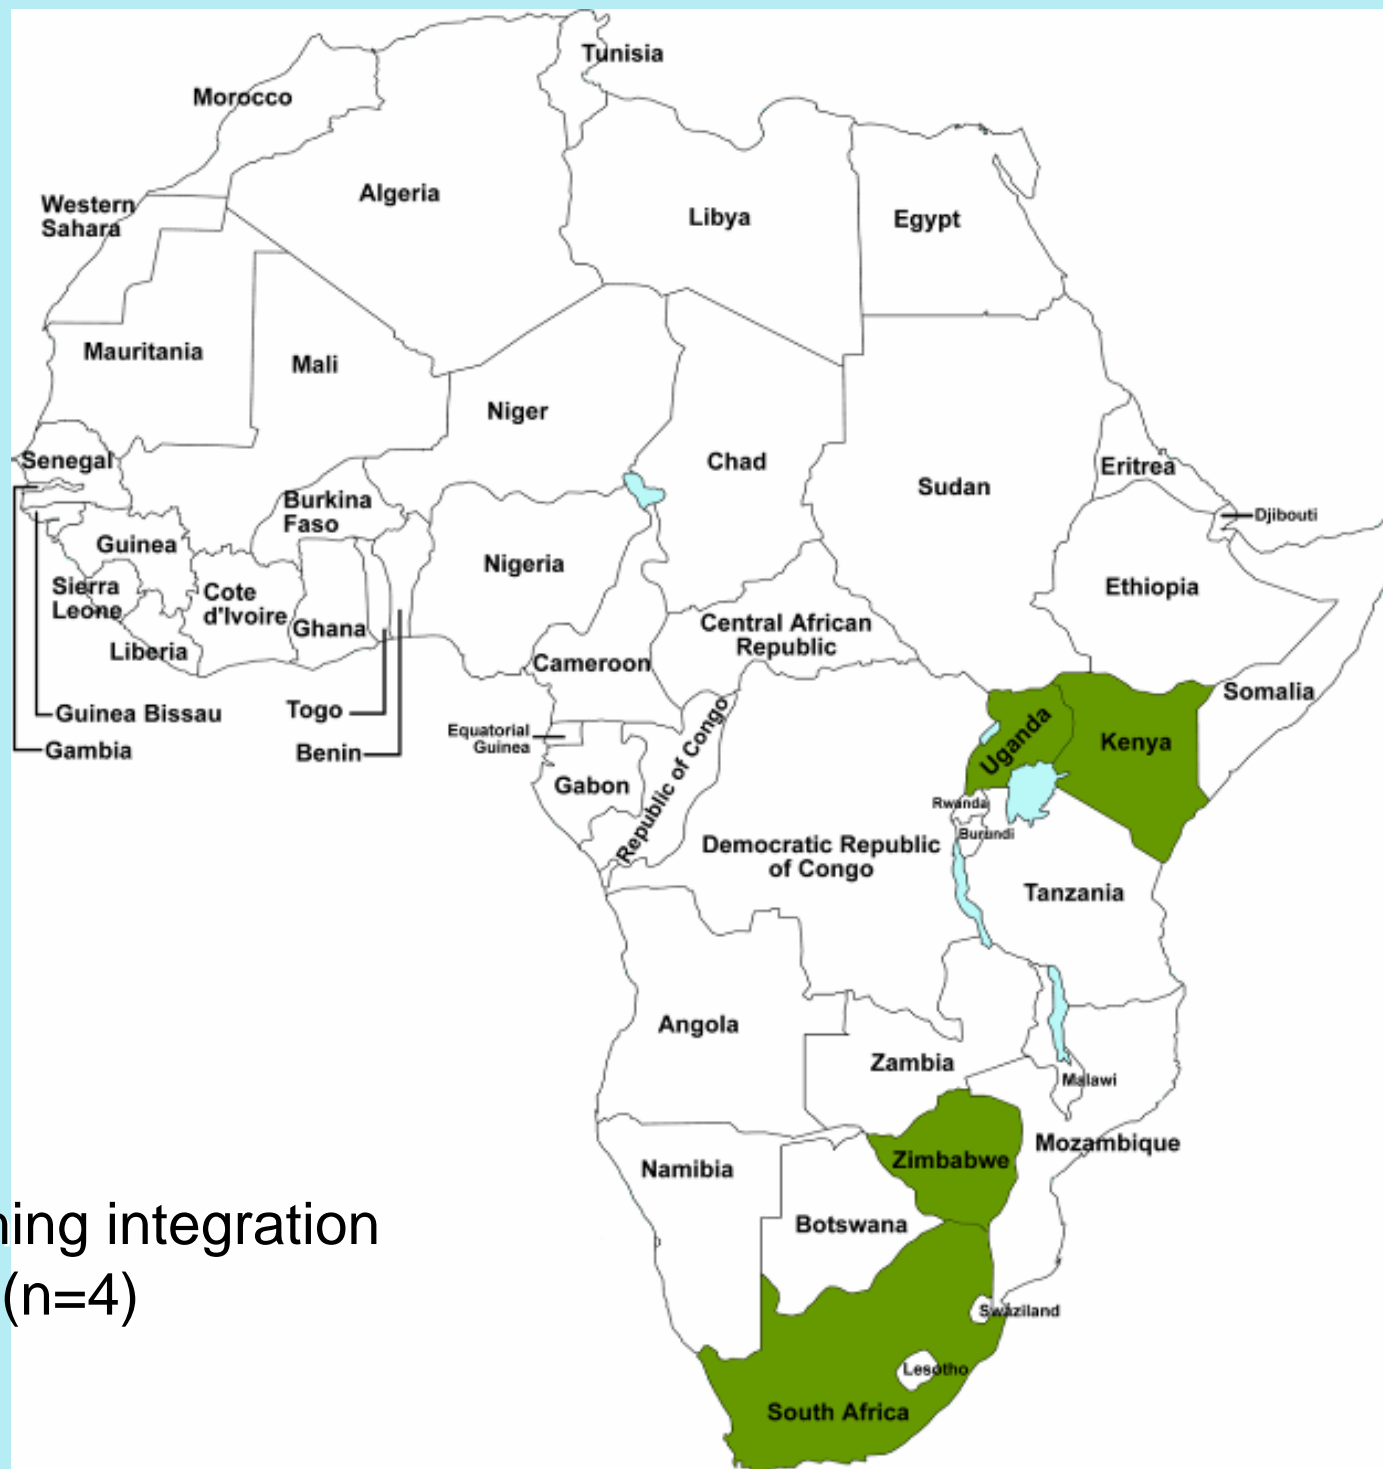 Tunisia
Morocco
Algeria
Western
Sahara
Libya
Egypt
Mauritania
Mali
Niger
Chad
Sudan
Eritrea
Senegal
Burkina
Faso
Djibouti
Guinea
Nigeria
Ethiopia
Sierra
Leone
Cote
d'Ivoire
Ghana
Central African
Republic
Liberia
Cameroon
Somalia
Guinea Bissau
Togo
Gambia
Benin
Equatorial
Guinea
Gabon
Republic of Congo
Uganda
Kenya
Rwanda
Burundi
Democratic Republic
of Congo
Tanzania
Angola
Zambia
Malawi
Mozambique
Zimbabwe
Namibia
Botswana
ning integration
(n=4)
Swaziland
Lesotho
South Africa